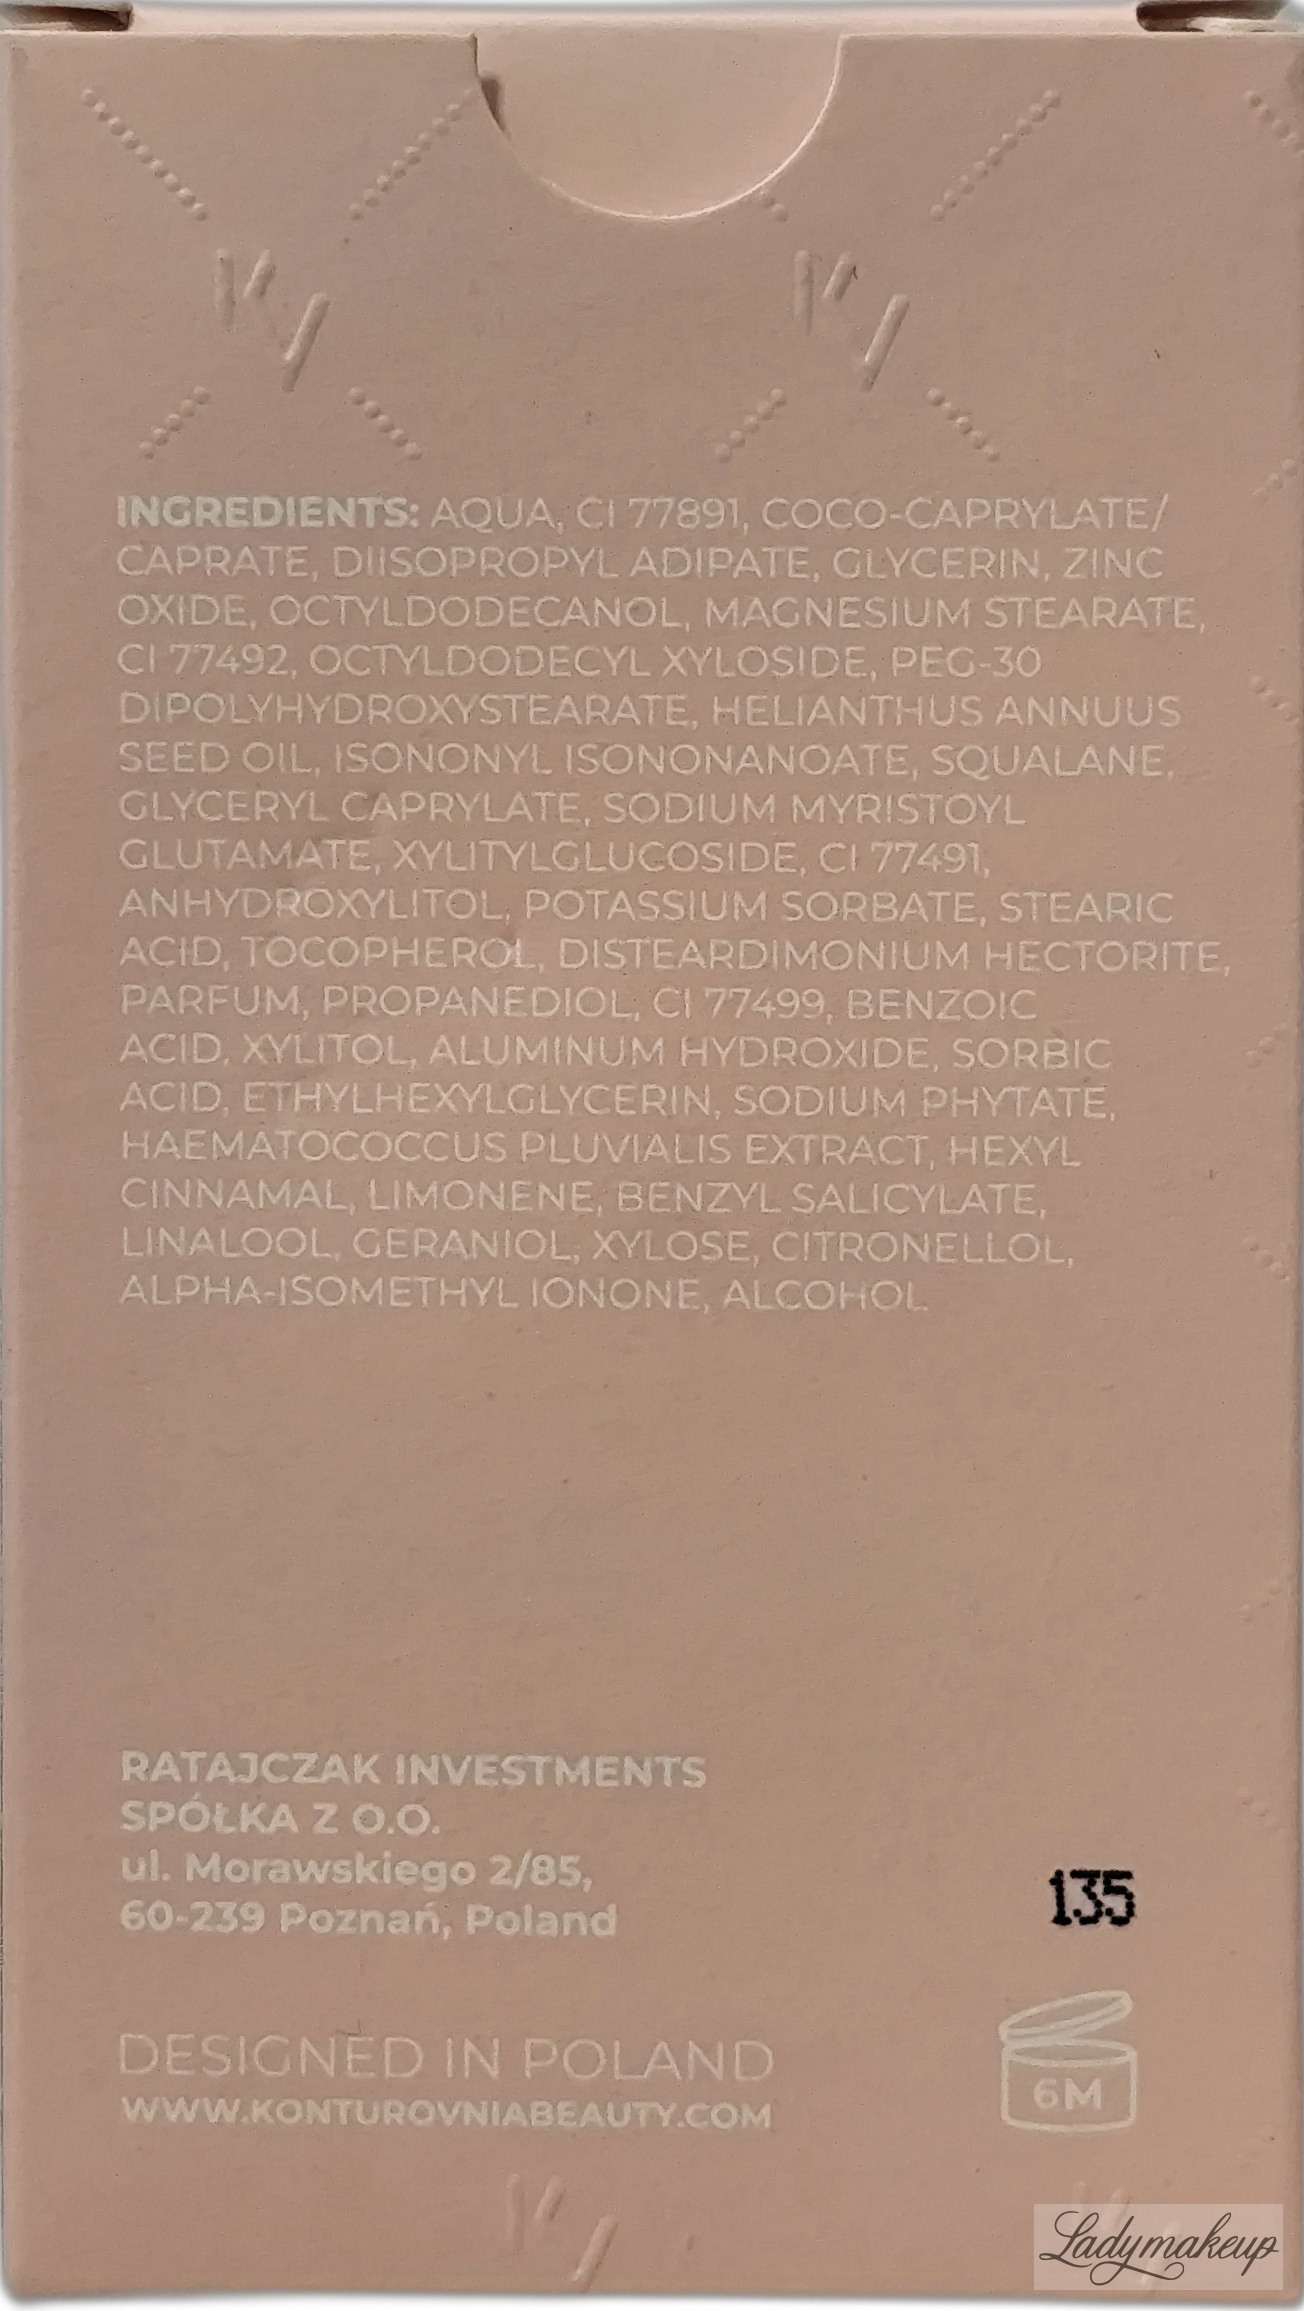 INGREDIENTS: AQUA, CI 77891, COCO-CAPRYLATE/
CAPRATE, DIISOPROPYL ADIPATE, GLYCERIN, ZINC
OXIDE, OCTYLDODECANOL, MAGNESIUM STEARATE,
CI 77492, OCTYLDODECYL XYLOSIDE, PEG-30
DIPOLYHYDROXYSTEARATE, HELIANTHUS ANNUUS
SEED OIL, ISONONYL ISONONANOATE, SQUALANE,
GLYCERYL CAPRYLATE, SODIUM MYRISTOYL
GLUTAMATE, XYLITYLGLUCOSIDE, CI 77491,
ANHYDROXYLITOL, POTASSIUM SORBATE, STEARIC
ACID, TOCOPHEROL, DISTEARDIMONIUM HECTORITE,
PARFUM, PROPANEDIOL, CI 77499, BENZOIC
ACID, XYLITOL, ALUMINUM HYDROXIDE, SORBIC
ACID, ETHYLHEXYLGLYCERIN, SODIUM PHYTATE,
HAEMATOCOCCUS PLUVIALIS EXTRACT, HEXYL
CINNAMAL, LIMONENE, BENZYL SALICYLATE,
LINALOOL, GERANIOL, XYLOSE, CITRONELLOL,
ALPHA-ISOMETHYL IONONE, ALCOHOL
RATAJCZAK INVESTMENTS
SPÓŁKA Z O.O.
ul. Morawskiego 2/85,
60-239 Poznań, Poland
135
DESIGNED IN POLAND
WWW.KONTUROVNIABEAUTY.COM
6M
Ladymakeup